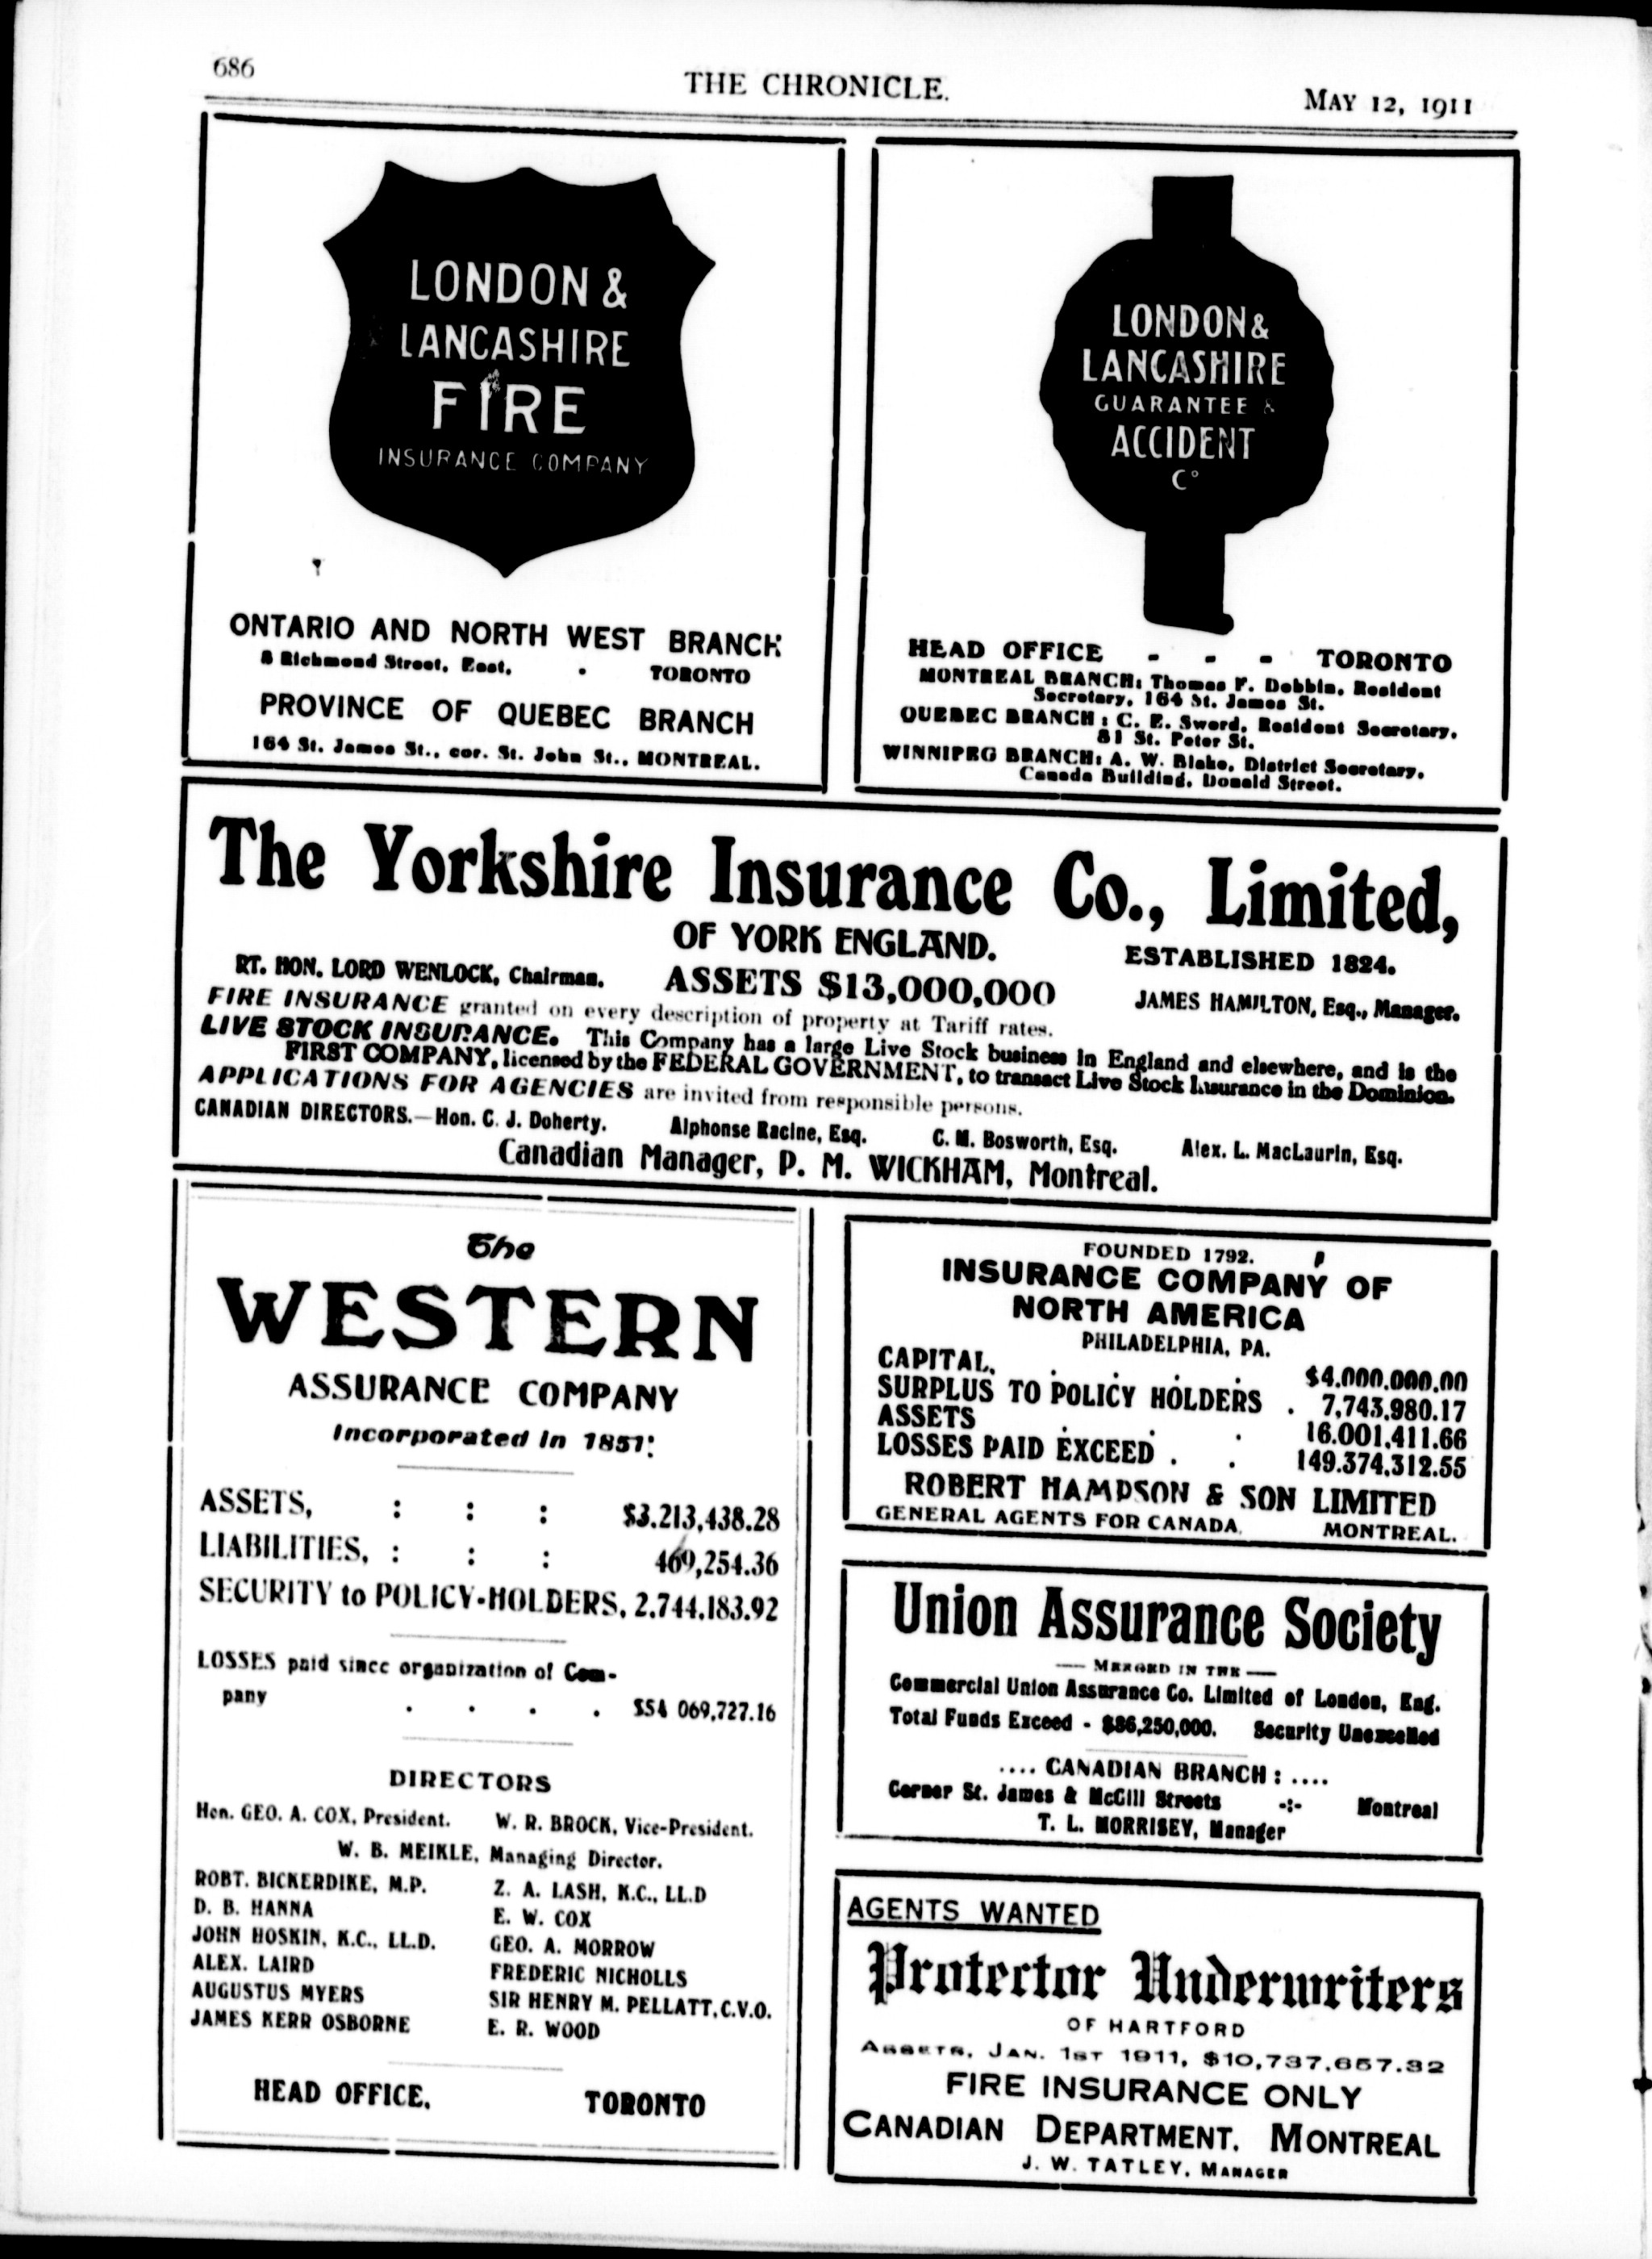 686
THE CHRONICLE.
MAY 12, 1911
LONDON &
LANCASHIRE
FIRE
INSURANCE COMPANY
ONTARIO AND NORTH WEST BRANCH
8 Richmond Street, East, . TORONTO
PROVINCE OF QUEBEC BRANCH
164 St. James St., cor. St. John St., MONTREAL.
LONDON &
LANCASHIRE
GUARANTEE &
ACCIDENT
Co
HEAD OFFICE - - - TORONTO
MONTREAL BRANCH: Thomas F. Dobbin, Resident
Secretary, 164 St. James St.
QUEBEC BRANCH: C. E. Sword, Resident Secretary,
81 St. Peter St.
WINNIPEG BRANCH: A. W. Blake, District Secretary,
Canada Building, Donald Street.
The Yorkshire Insurance Co., Limited,
OF YORK ENGLAND.
ESTABLISHED 1824.
RT. HON. LORD WENLOCK, Chairman.
ASSETS $13,000,000
JAMES HAMILTON, Esq., Manager.
FIRE INSURANCE granted on every description of property at Tariff rates.
LIVE STOCK INSURANCE. This Company has a large Live Stock business in England and elsewhere, and is the
FIRST COMPANY, licensed by the FEDERAL GOVERNMENT, to transact Live Stock Insurance in the Dominion.
APPLICATIONS FOR AGENCIES are invited from responsible persons.
CANADIAN DIRECTORS.—Hon. C. J. Doherty. Alphonse Racine, Esq. C. M. Bosworth, Esq. Alex. L. MacLaurin, Esq.
Canadian Manager, P. M. WICKHAM, Montreal.
The
WESTERN
ASSURANCE COMPANY
Incorporated in 1851.
ASSETS, : : : $3,213,438.28
LIABILITIES, : : : 469,254.36
SECURITY to POLICY-HOLDERS, 2,744,183.92
LOSSES paid since organization of Com-
pany . . . . $54 069,727.16
DIRECTORS
Hon. GEO. A. COX, President. W. R. BROCK, Vice-President.
W. B. MEIKLE, Managing Director.
ROBT. BICKERDIKE, M.P. Z. A. LASH, K.C., LL.D
D. B. HANNA E. W. COX
JOHN HOSKIN, K.C., LL.D. GEO. A. MORROW
ALEX. LAIRD FREDERIC NICHOLLS
AUGUSTUS MYERS SIR HENRY M. PELLATT, C.V.O.
JAMES KERR OSBORNE E. R. WOOD
HEAD OFFICE, TORONTO
FOUNDED 1792.
INSURANCE COMPANY OF
NORTH AMERICA
PHILADELPHIA, PA.
CAPITAL, . . . . $4,000,000.00
SURPLUS TO POLICY HOLDERS . 7,743,980.17
ASSETS . . . 16,001,411.66
LOSSES PAID EXCEED . . 149,374,312.55
ROBERT HAMPSON & SON LIMITED
GENERAL AGENTS FOR CANADA, MONTREAL.
Union Assurance Society
— MERGED IN THE —
Commercial Union Assurance Co. Limited of London, Eng.
Total Funds Exceed - $86,250,000. Security Unexcelled
.... CANADIAN BRANCH : ....
Corner St. James & McGill Streets -:- Montreal
T. L. MORRISEY, Manager
AGENTS WANTED
Protector Underwriters
OF HARTFORD
ASSETS, JAN. 1ST 1911, $10,737,657.32
FIRE INSURANCE ONLY
CANADIAN DEPARTMENT, MONTREAL
J. W. TATLEY, MANAGER